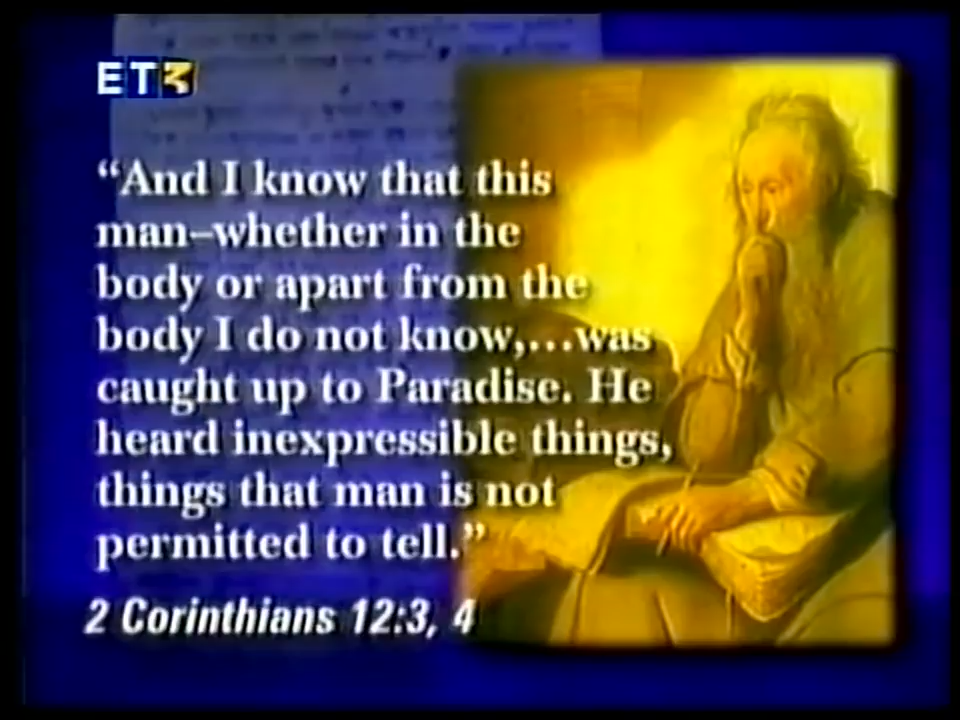 ET3
“And I know that this
man–whether in the
body or apart from the
body I do not know,...was
caught up to Paradise. He
heard inexpressible things,
things that man is not
permitted to tell.”
2 Corinthians 12:3, 4